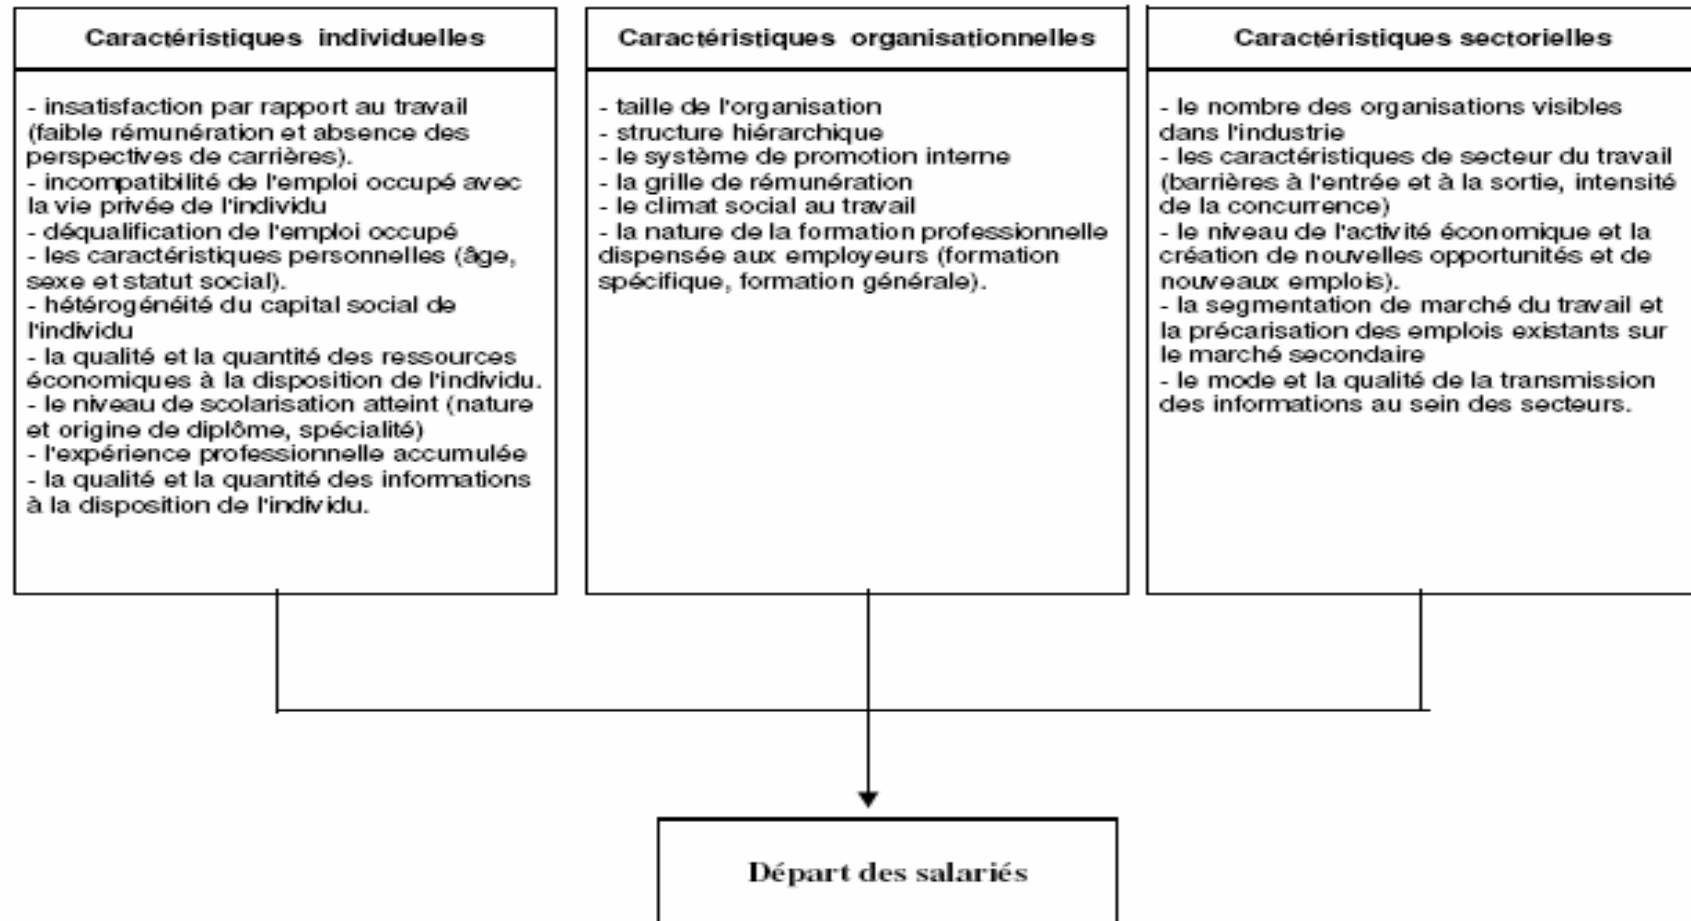 Caractéristiques individuelles
- insatisfaction par rapport au travail
(faible rémunération et absence des
perspectives de carrières).
- incompatibilité de l'emploi occupé avec
la vie privée de l'individu
- déqualification de l'emploi occupé
- les caractéristiques personnelles (âge,
sexe et statut social).
- hétérogénéité du capital social de
l'individu
- la qualité et la quantité des ressources
économiques à la disposition de l'individu.
- le niveau de scolarisation atteint (nature
et origine de diplôme, spécialité)
- l'expérience professionnelle accumulée
- la qualité et la quantité des informations
à la disposition de l'individu.
Caractéristiques organisationnelles
- taille de l'organisation
- structure hiérarchique
- le système de promotion interne
- la grille de rémunération
- le climat social au travail
- la nature de la formation professionnelle
dispensée aux employeurs (formation
spécifique, formation générale).
Caractéristiques sectorielles
- le nombre des organisations visibles
dans l'industrie
- les caractéristiques de secteur du travail
(barrières à l'entrée et à la sortie, intensité
de la concurrence)
- le niveau de l'activité économique et la
création de nouvelles opportunités et de
nouveaux emplois).
- la segmentation de marché du travail et
la précarisation des emplois existants sur
le marché secondaire
- le mode et la qualité de la transmission
des informations au sein des secteurs.
Départ des salariés